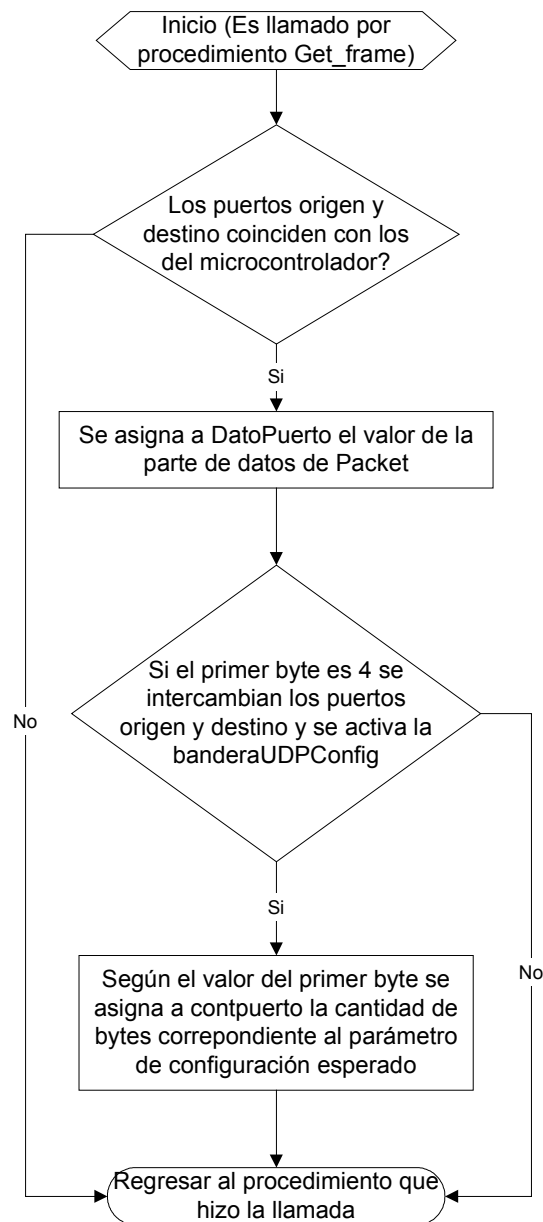 Inicio (Es llamado por
procedimiento Get_frame)
Los puertos origen y
destino coinciden con los
del microcontrolador?
Si
Se asigna a DatoPuerto el valor de la
parte de datos de Packet
Si el primer byte es 4 se
intercambian los puertos
origen y destino y se activa la
banderaUDPConfig
No
Si
Según el valor del primer byte se
asigna a contpuerto la cantidad de
bytes correpondiente al parámetro
de configuración esperado
No
Regresar al procedimiento que
hizo la llamada